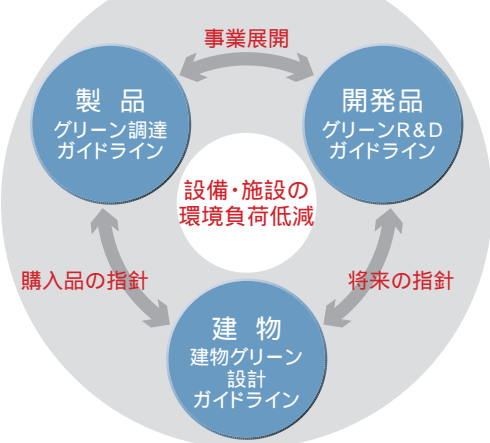 事業展開
製 品
グリーン調達
ガイドライン
開発品
グリーンR&D
ガイドライン
設備・施設の
環境負荷低減
購入品の指針
将来の指針
建 物
建物グリーン
設計
ガイドライン